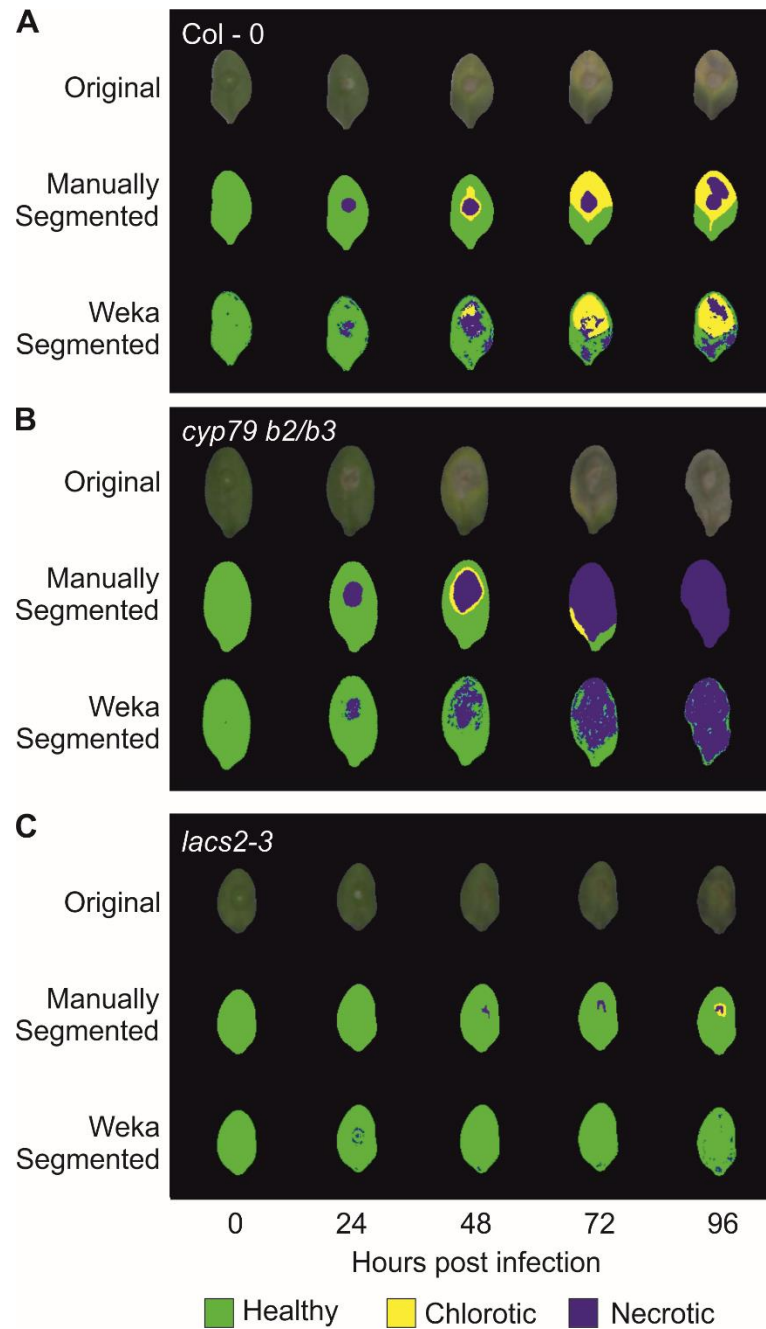 A
Col - 0
Original
Manually
Segmented
Weka
Segmented
B
cyp79 b2/b3
Original
Manually
Segmented
Weka
Segmented
C
lacs2-3
Original
Manually
Segmented
Weka
Segmented
0 24 48 72 96
Hours post infection
Healthy Chlorotic Necrotic